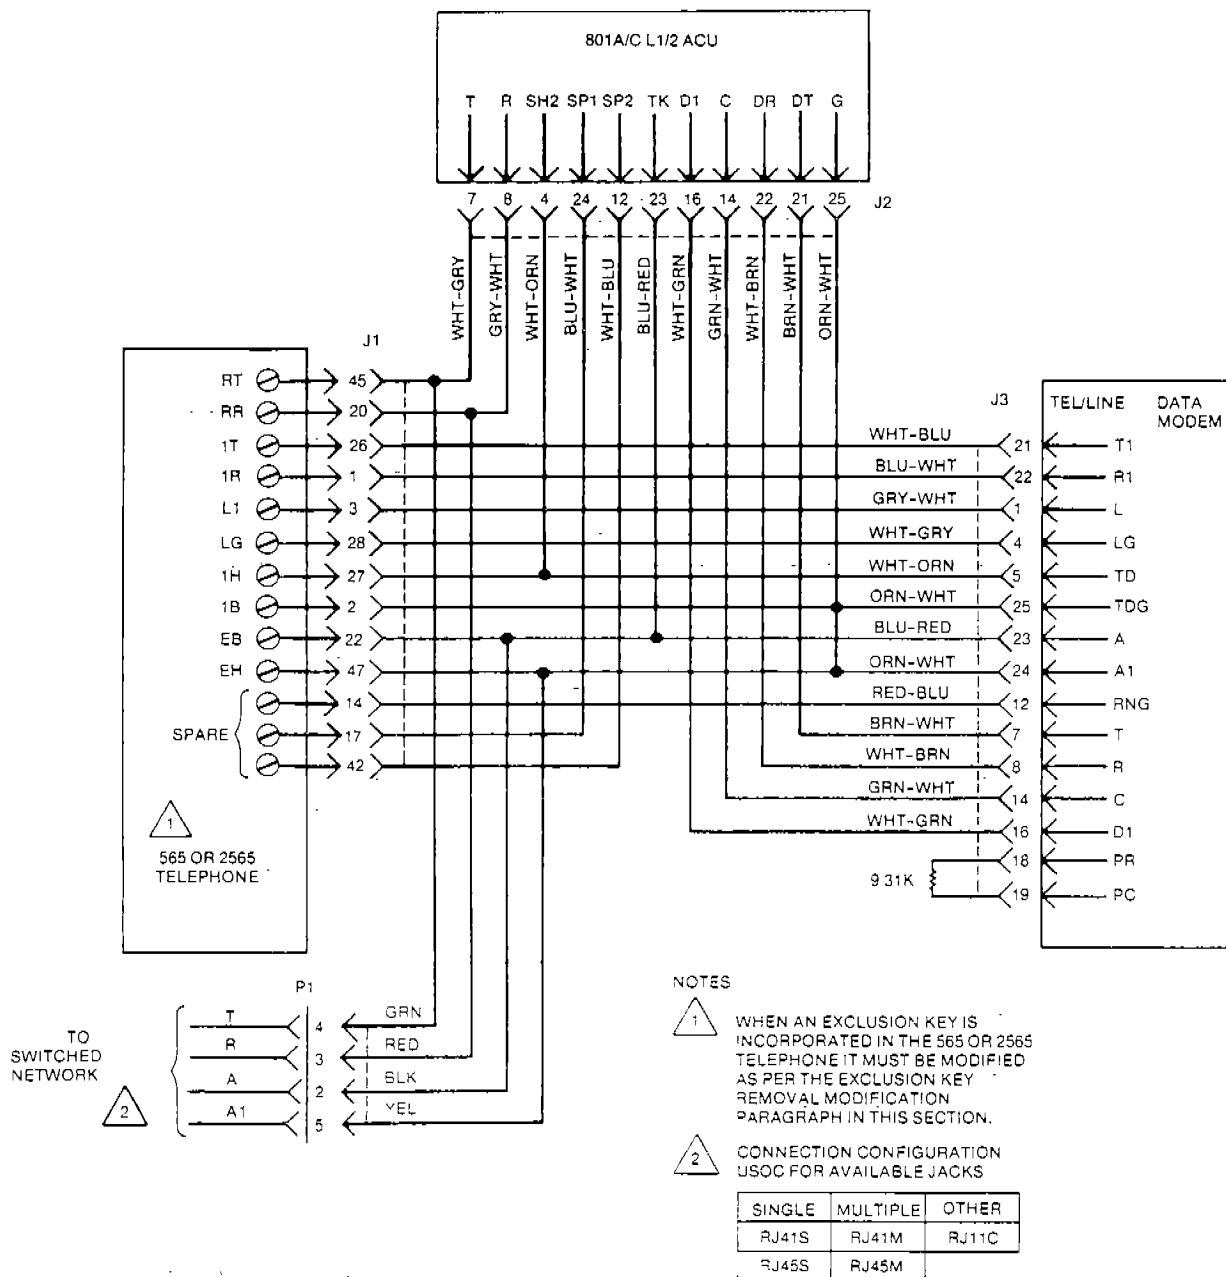 801A/C L1/2 ACU
T R SH2 SP1 SP2 TK D1 C DR DT G
7 8 4 24 12 23 16 14 22 21 25 J2
WHT-GRY
GRY-WHT
WHT-ORN
BLU-WHT
WHT-BLU
BLU-RED
WHT-GRN
GRN-WHT
WHT-BRN
BRN-WHT
ORN-WHT
J1
RT 45
RR 20
1T 26
1R 1
L1 3
LG 28
1H 27
1B 2
EB 22
EH 47
14
SPARE 17
42
1
565 OR 2565
TELEPHONE
J3 TEL/LINE DATA
MODEM
WHT-BLU 21 T1
BLU-WHT 22 R1
GRY-WHT 1 L
WHT-GRY 4 LG
WHT-ORN 5 TD
ORN-WHT 25 TDG
BLU-RED 23 A
ORN-WHT 24 A1
RED-BLU 12 RNG
BRN-WHT 7 T
WHT-BRN 8 R
GRN-WHT 14 C
WHT-GRN 16 D1
18 PR
9.31K
19 PC
P1
TO
SWITCHED
NETWORK
2
T 4 GRN
R 3 RED
A 2 BLK
A1 5 YEL
NOTES
1 WHEN AN EXCLUSION KEY IS
INCORPORATED IN THE 565 OR 2565
TELEPHONE IT MUST BE MODIFIED
AS PER THE EXCLUSION KEY
REMOVAL MODIFICATION
PARAGRAPH IN THIS SECTION.
2 CONNECTION CONFIGURATION
USOC FOR AVAILABLE JACKS
SINGLE MULTIPLE OTHER
RJ41S RJ41M RJ11C
RJ45S RJ45M